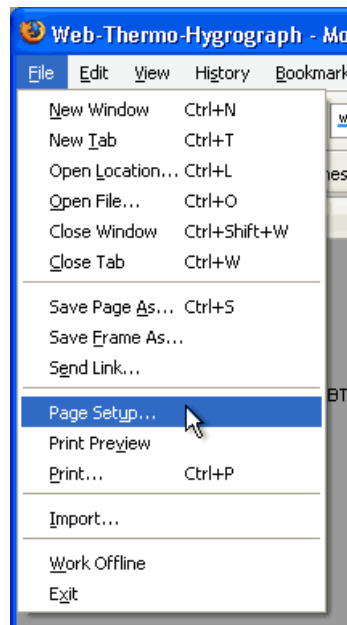 Web-Thermo-Hygrograph - Mo
File Edit View History Bookmark
New Window Ctrl+N
New Tab Ctrl+T
Open Location... Ctrl+L
Open File... Ctrl+O
Close Window Ctrl+Shift+W
Close Tab Ctrl+W
Save Page As... Ctrl+S
Save Frame As...
Send Link...
Page Setup...
BT
Print Preview
Print... Ctrl+P
Import...
Work Offline
Exit